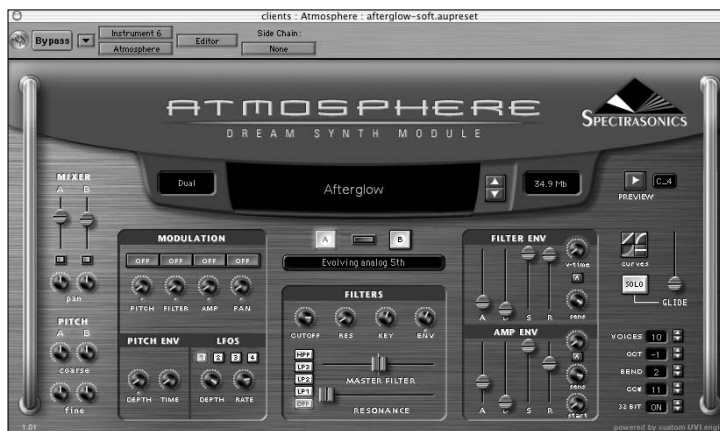 clients : Atmosphere : afterglow-soft.aupreset
Bypass
Instrument 6
Atmosphere
Editor
Side Chain:
None
ATMOSPHERE
DREAM SYNTH MODULE
SPECTRASONICS
Dual
Afterglow
34.9 Mb
C_4
PREVIEW
MIXER
A B
pan
PITCH
A B
coarse
fine
1.01
MODULATION
OFF OFF OFF OFF
PITCH FILTER AMP PAN
PITCH ENV
DEPTH TIME
LFOS
1 2 3 4
DEPTH RATE
A B
Evolving analog 5th
FILTERS
CUTOFF RES KEY ENV
HPF
LP3
LP2
LP1
OFF
MASTER FILTER
RESONANCE
FILTER ENV
A D S R
v-time
A
sens
AMP ENV
A D S R
A
sens
start
curves
SOLO
GLIDE
VOICES 10
OCT -1
BEND 2
CC# 11
32 BIT ON
powered by custom UVI engi